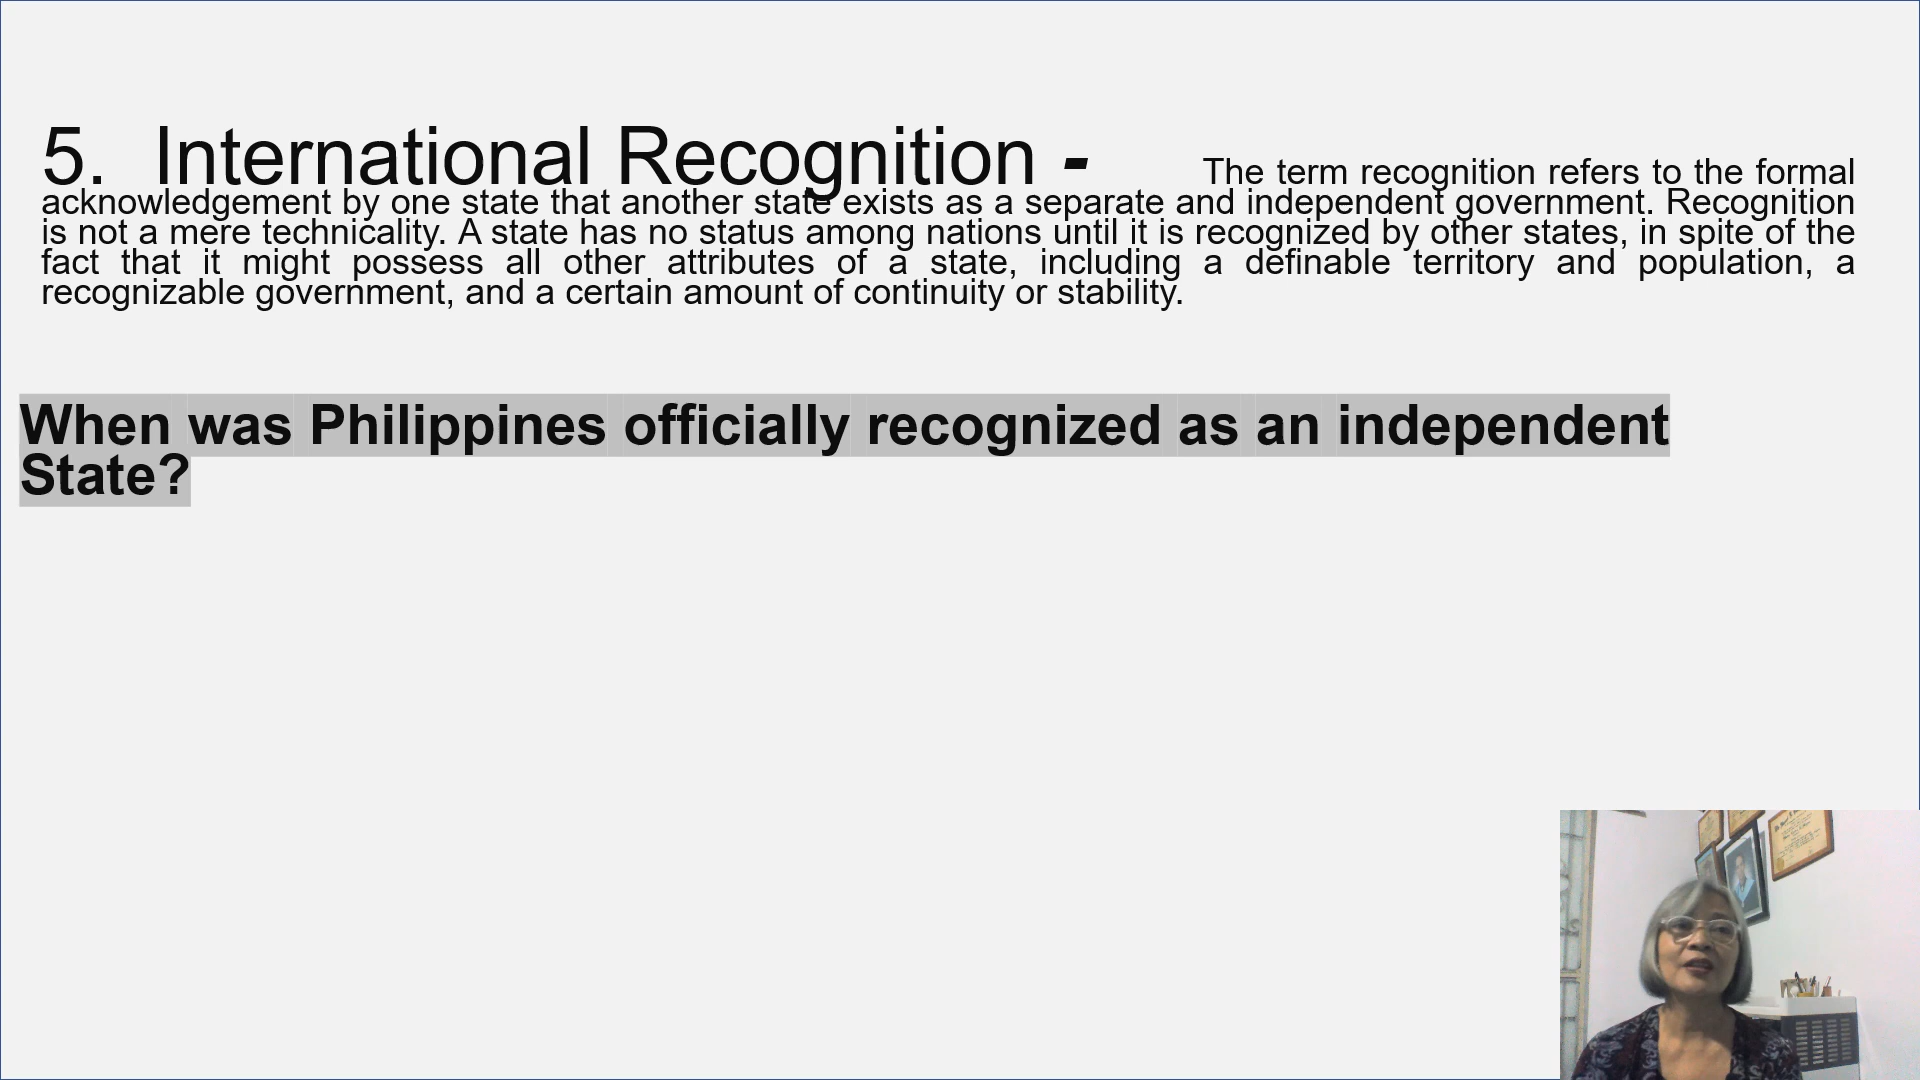 5. International Recognition - The term recognition refers to the formal
acknowledgement by one state that another state exists as a separate and independent government. Recognition
is not a mere technicality. A state has no status among nations until it is recognized by other states, in spite of the
fact that it might possess all other attributes of a state, including a definable territory and population, a
recognizable government, and a certain amount of continuity or stability.
When was Philippines officially recognized as an independent
State?